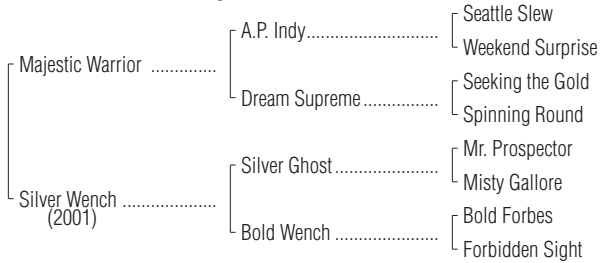 Seattle Slew
A.P. Indy
Weekend Surprise
Majestic Warrior
Seeking the Gold
Dream Supreme
Spinning Round
Mr. Prospector
Silver Ghost
Misty Gallore
Silver Wench
(2001)
Bold Forbes
Bold Wench
Forbidden Sight